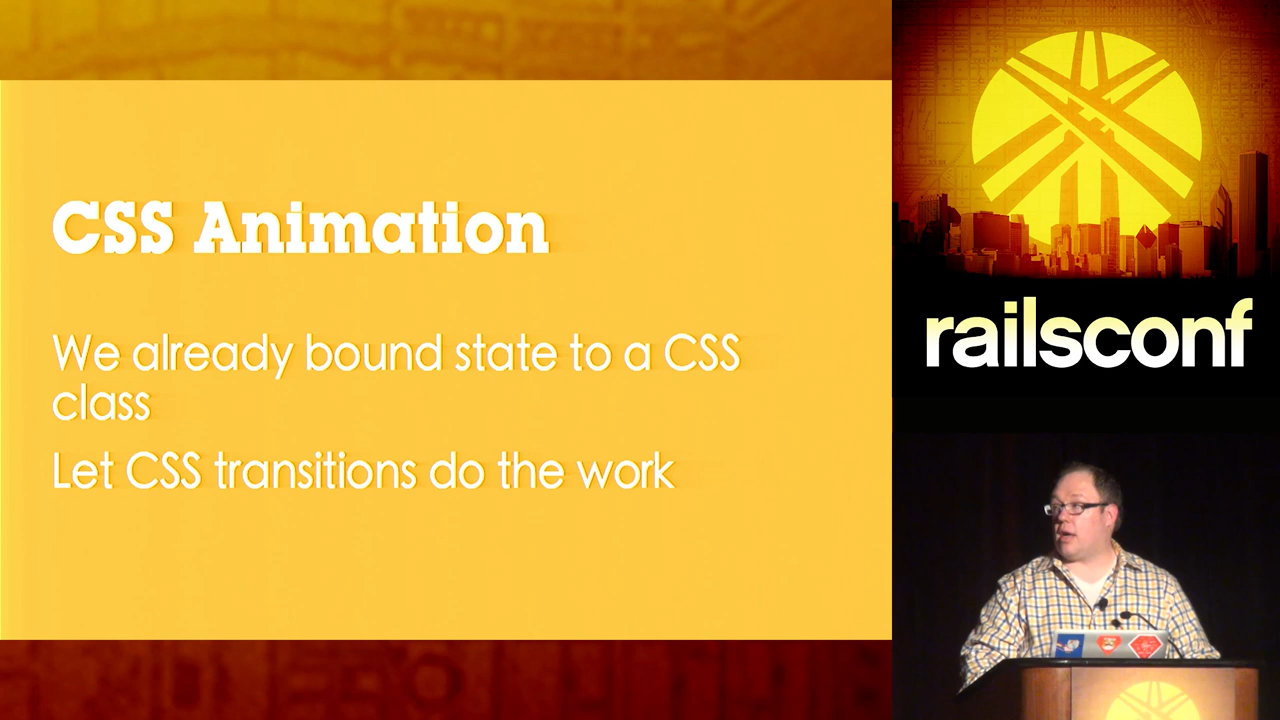 CSS Animation
We already bound state to a CSS
class
Let CSS transitions do the work
railsconf